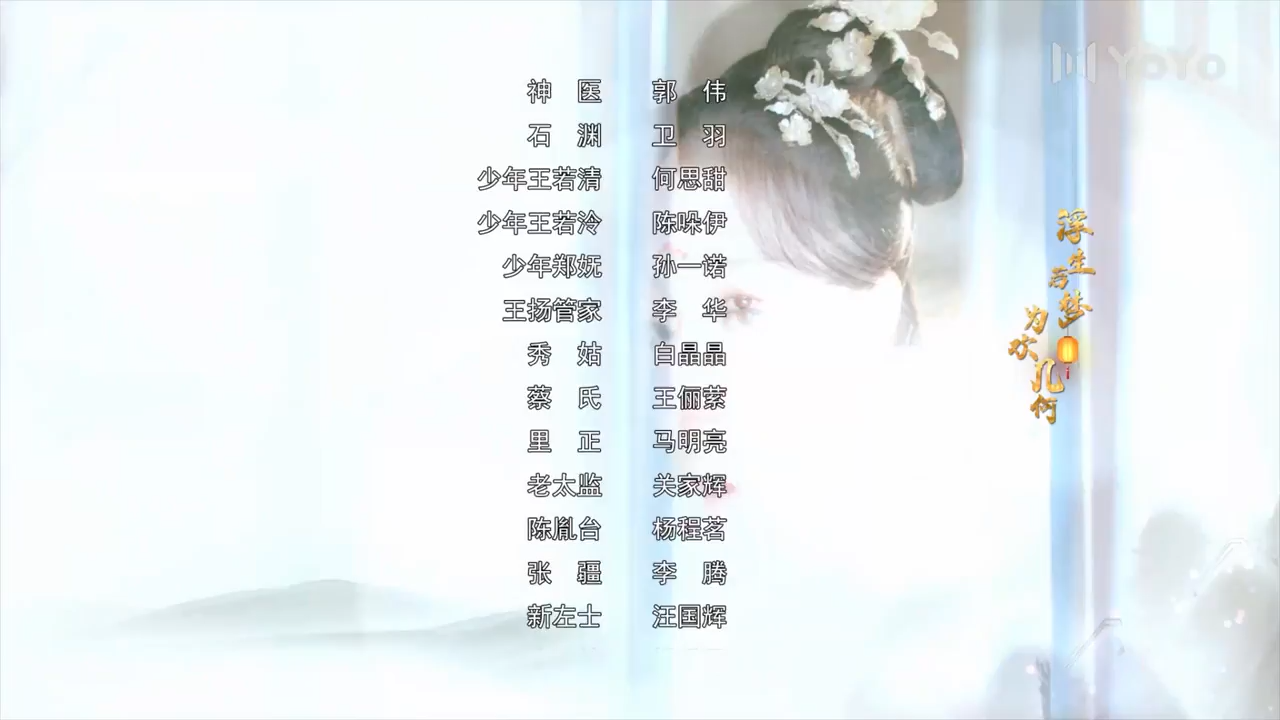 神医 郭伟
石渊 卫羽
少年王若清 何思甜
少年王若泠 陈哚伊
少年郑妩 孙一诺
王扬管家 李华
秀姑 白晶晶
蔡氏 王俪萦
里正 马明亮
老太监 关家辉
陈胤台 杨程茗
张疆 李腾
新左士 汪国辉
YOYO
浮生若梦
为欢几何